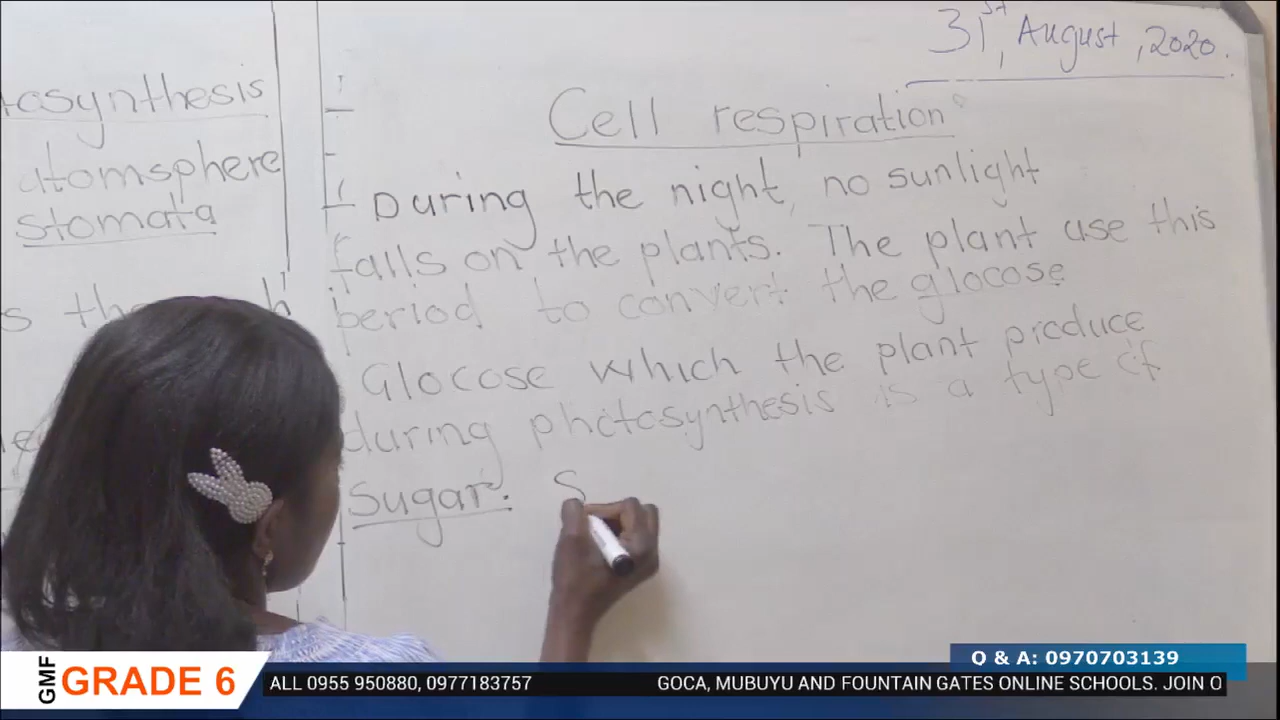 31st, August, 2020.
tosynthesis
atomsphere
stomata
Cell respiration
During the night, no sunlight
falls on the plants. The plant use this
period to convert the glocose
Glocose which the plant produce
during photosynthesis is a type of
Sugar. S
Q & A: 0970703139
GMF
GRADE 6
ALL 0955 950880, 0977183757
GOCA, MUBUYU AND FOUNTAIN GATES ONLINE SCHOOLS. JOIN O